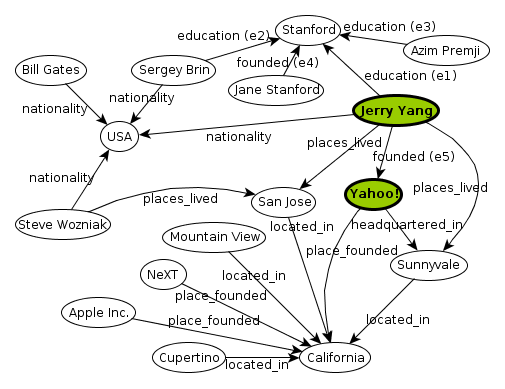 Stanford
education (e3)
education (e2)
Azim Premji
founded (e4)
Bill Gates
Sergey Brin
education (e1)
Jane Stanford
nationality
nationality
Jerry Yang
USA
nationality
places_lived
founded (e5)
nationality
places_lived
Yahoo!
places_lived
San Jose
Steve Wozniak
located_in
headquartered_in
Mountain View
place_founded
Sunnyvale
NeXT
located_in
place_founded
Apple Inc.
place_founded
located_in
Cupertino
located_in
California